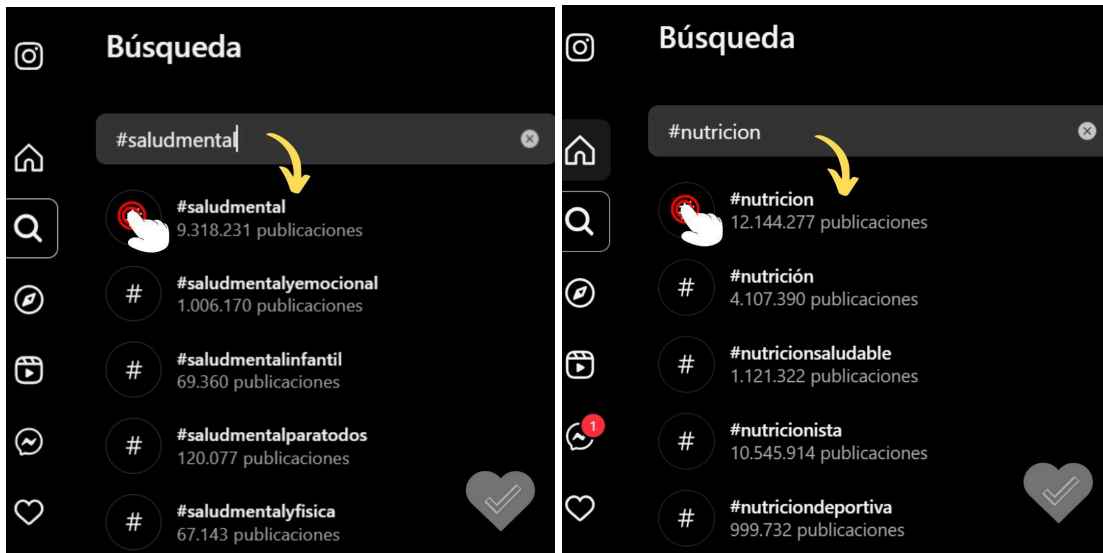 Búsqueda
#saludmental
#saludmental
9.318.231 publicaciones
#saludmentalyemocional
1.006.170 publicaciones
#saludmentalinfantil
69.360 publicaciones
#saludmentalparatodos
120.077 publicaciones
#saludmentalyfisica
67.143 publicaciones
Búsqueda
#nutricion
#nutricion
12.144.277 publicaciones
#nutrición
4.107.390 publicaciones
#nutricionsaludable
1.121.322 publicaciones
1
#nutricionista
10.545.914 publicaciones
#nutriciondeportiva
999.732 publicaciones